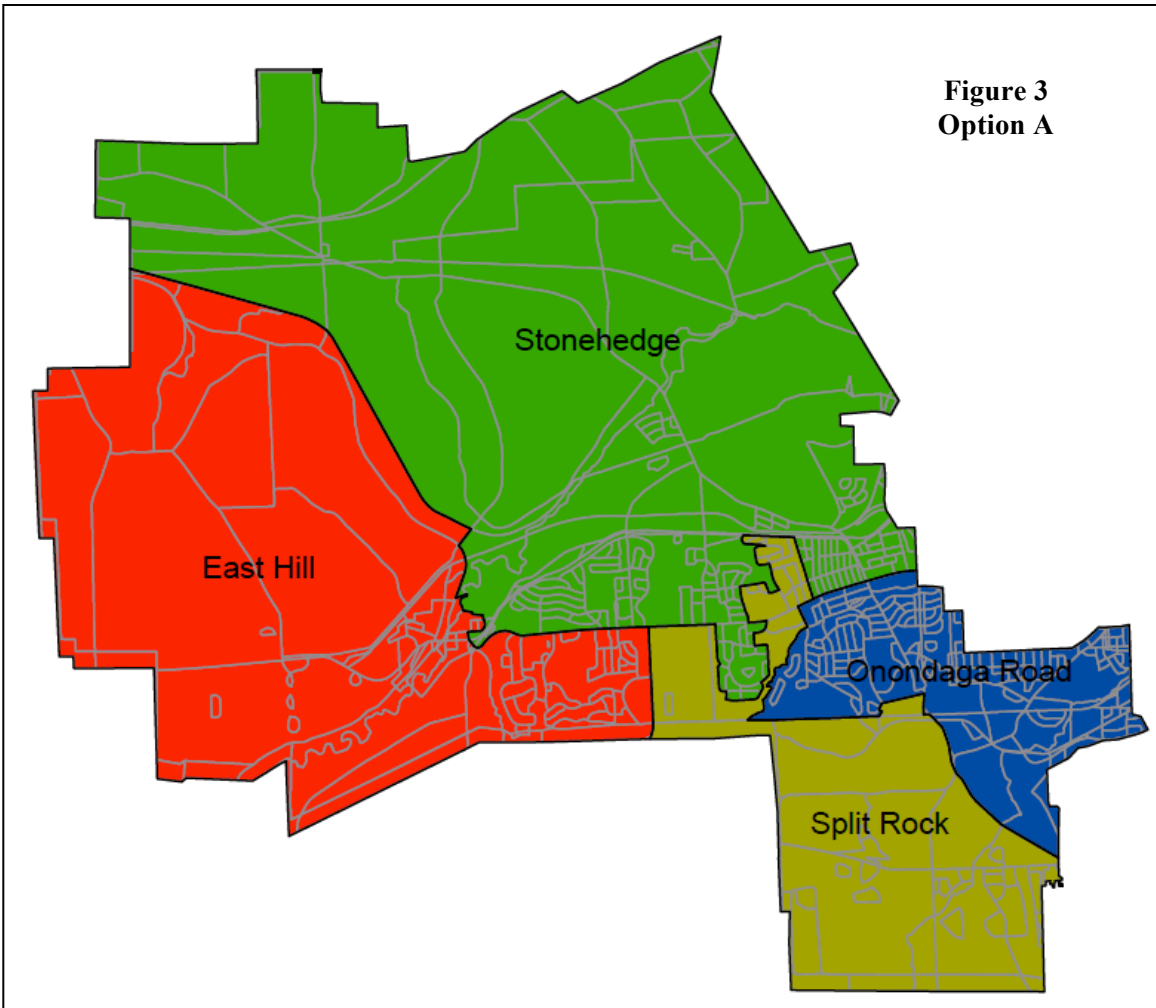 Figure 3
Option A
Stonehedge
East Hill
Onondaga Road
Split Rock